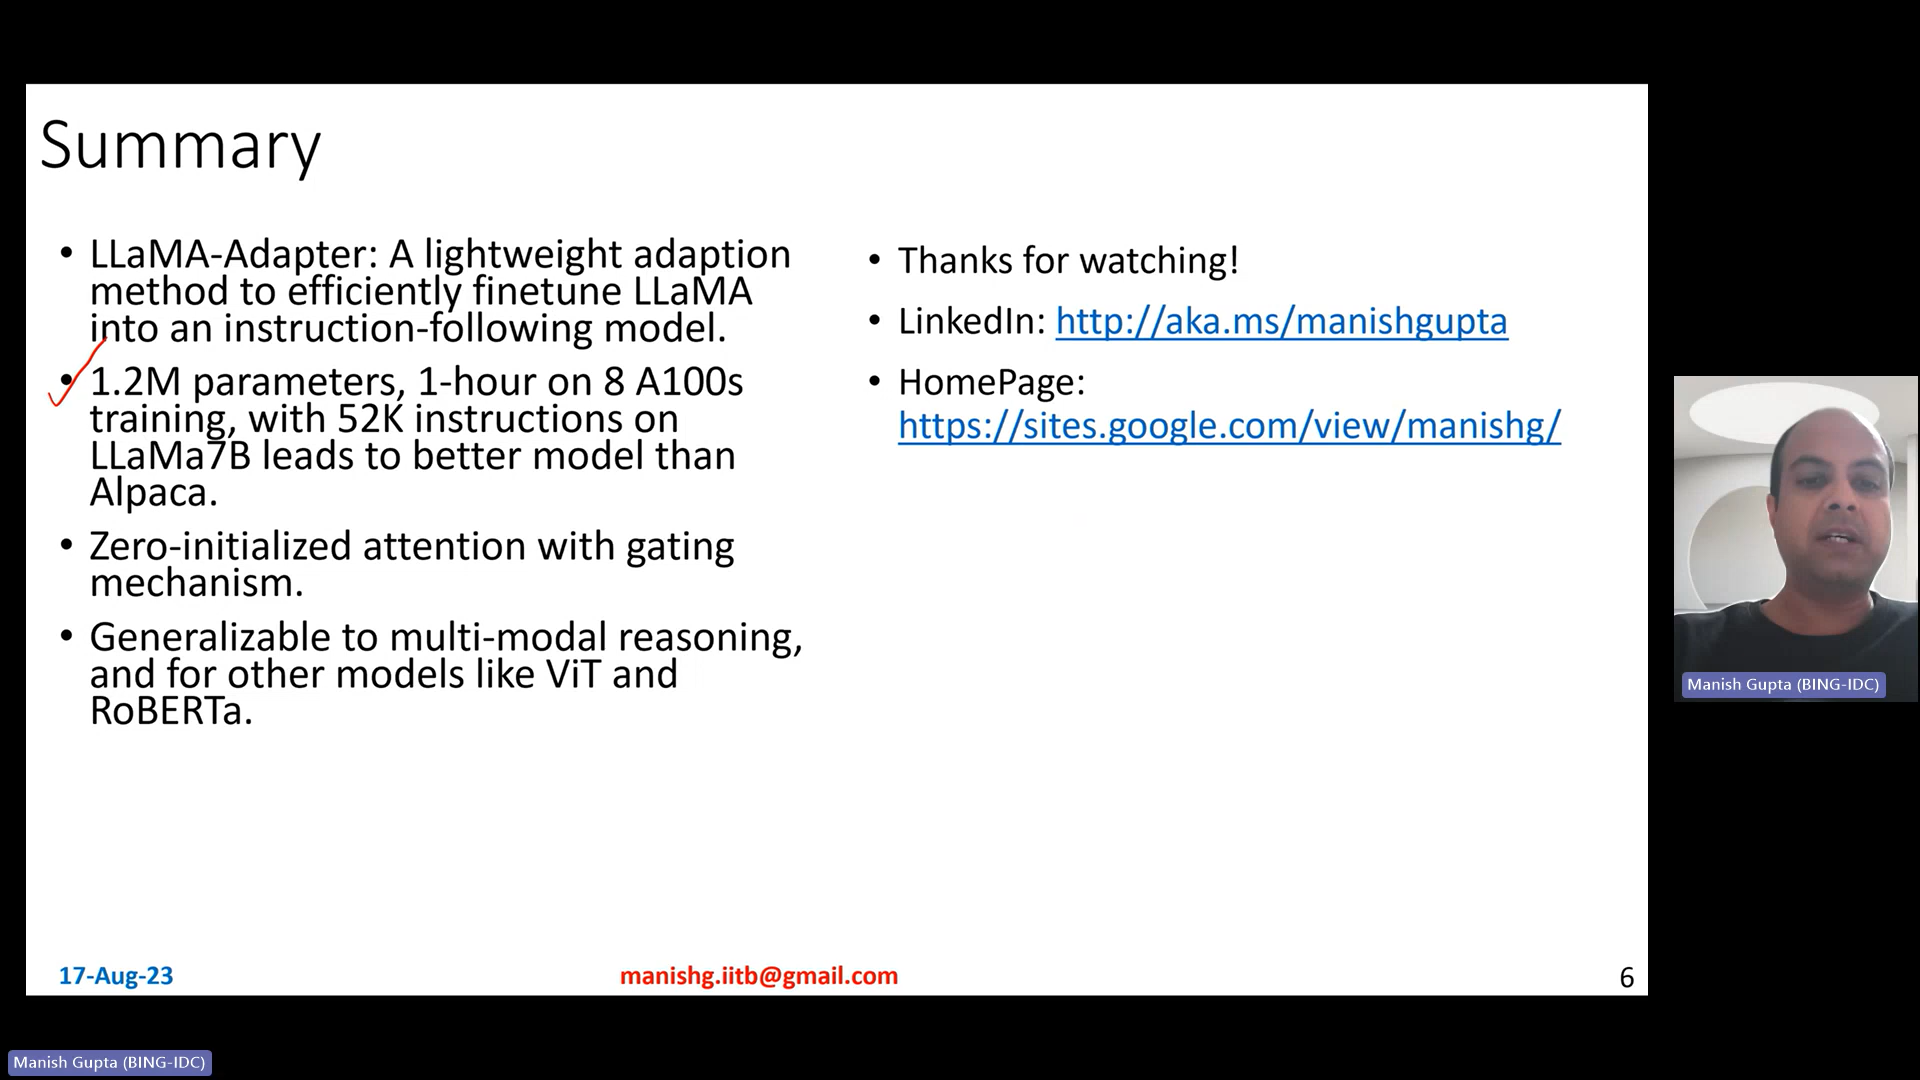 Summary
• LLaMA-Adapter: A lightweight adaption
method to efficiently finetune LLaMA
into an instruction-following model.
• 1.2M parameters, 1-hour on 8 A100s
training, with 52K instructions on
LLaMa7B leads to better model than
Alpaca.
• Zero-initialized attention with gating
mechanism.
• Generalizable to multi-modal reasoning,
and for other models like ViT and
RoBERTa.
• Thanks for watching!
• LinkedIn: http://aka.ms/manishgupta
• HomePage:
https://sites.google.com/view/manishg/
Manish Gupta (BING-IDC)
17-Aug-23
manishg.iitb@gmail.com
6
Manish Gupta (BING-IDC)